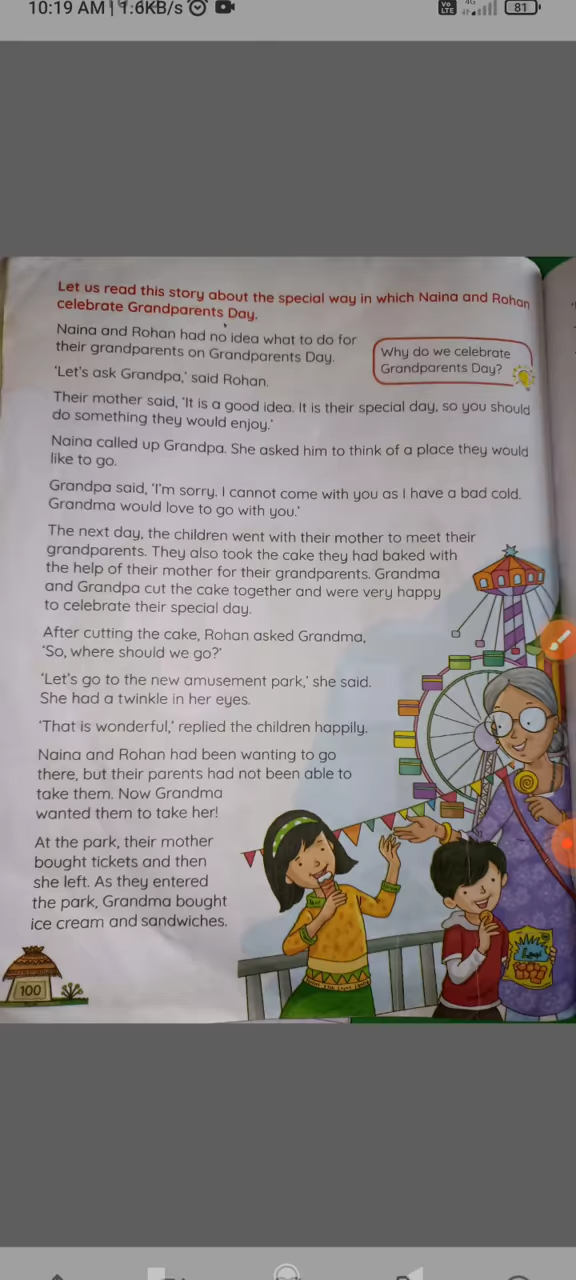 10:19 AM | 1.6KB/s
Vo
LTE
4G
81
Let us read this story about the special way in which Naina and Rohan
celebrate Grandparents Day.
Naina and Rohan had no idea what to do for
their grandparents on Grandparents Day.
Why do we celebrate
Grandparents Day?
'Let's ask Grandpa,' said Rohan.
Their mother said, 'It is a good idea. It is their special day, so you should
do something they would enjoy.'
Naina called up Grandpa. She asked him to think of a place they would
like to go.
Grandpa said, 'I'm sorry. I cannot come with you as I have a bad cold.
Grandma would love to go with you.'
The next day, the children went with their mother to meet their
grandparents. They also took the cake they had baked with
the help of their mother for their grandparents. Grandma
and Grandpa cut the cake together and were very happy
to celebrate their special day.
After cutting the cake, Rohan asked Grandma,
'So, where should we go?'
'Let's go to the new amusement park,' she said.
She had a twinkle in her eyes.
'That is wonderful,' replied the children happily.
Naina and Rohan had been wanting to go
there, but their parents had not been able to
take them. Now Grandma
wanted them to take her!
At the park, their mother
bought tickets and then
she left. As they entered
the park, Grandma bought
ice cream and sandwiches.
100